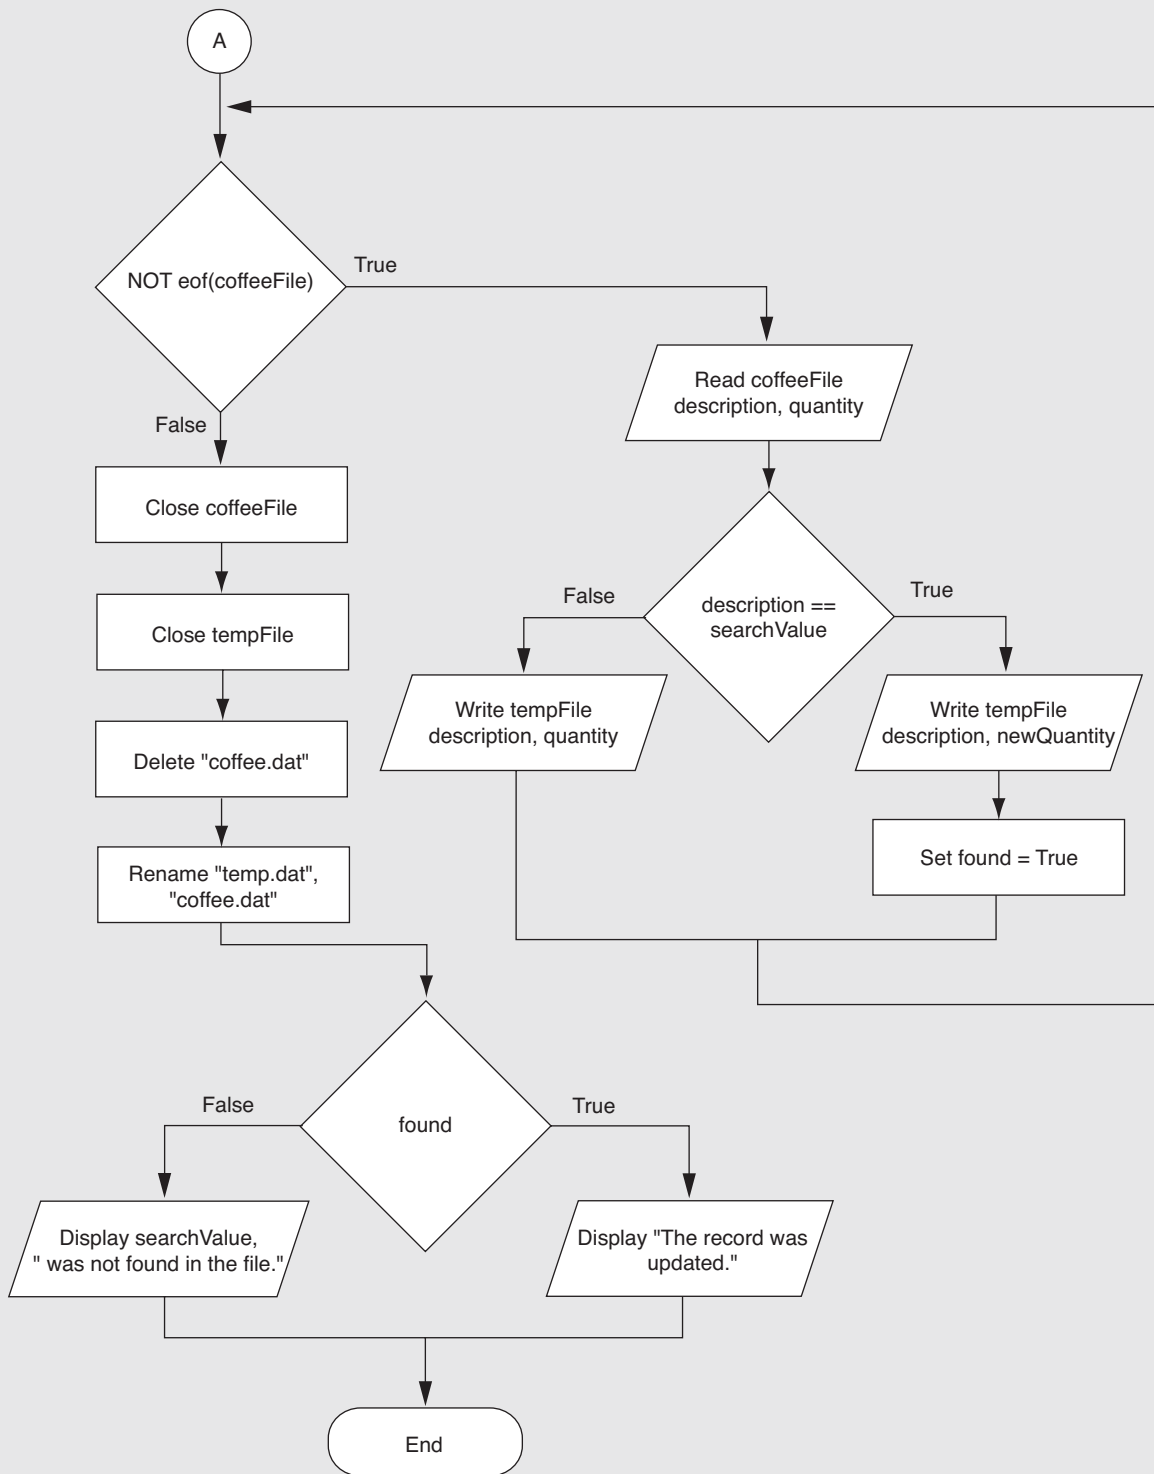 A
NOT eof(coffeeFile)
True
False
Read coffeeFile
description, quantity
Close coffeeFile
description ==
searchValue
False
True
Close tempFile
Write tempFile
description, quantity
Write tempFile
description, newQuantity
Delete "coffee.dat"
Set found = True
Rename "temp.dat",
"coffee.dat"
found
False
True
Display searchValue,
" was not found in the file."
Display "The record was
updated."
End